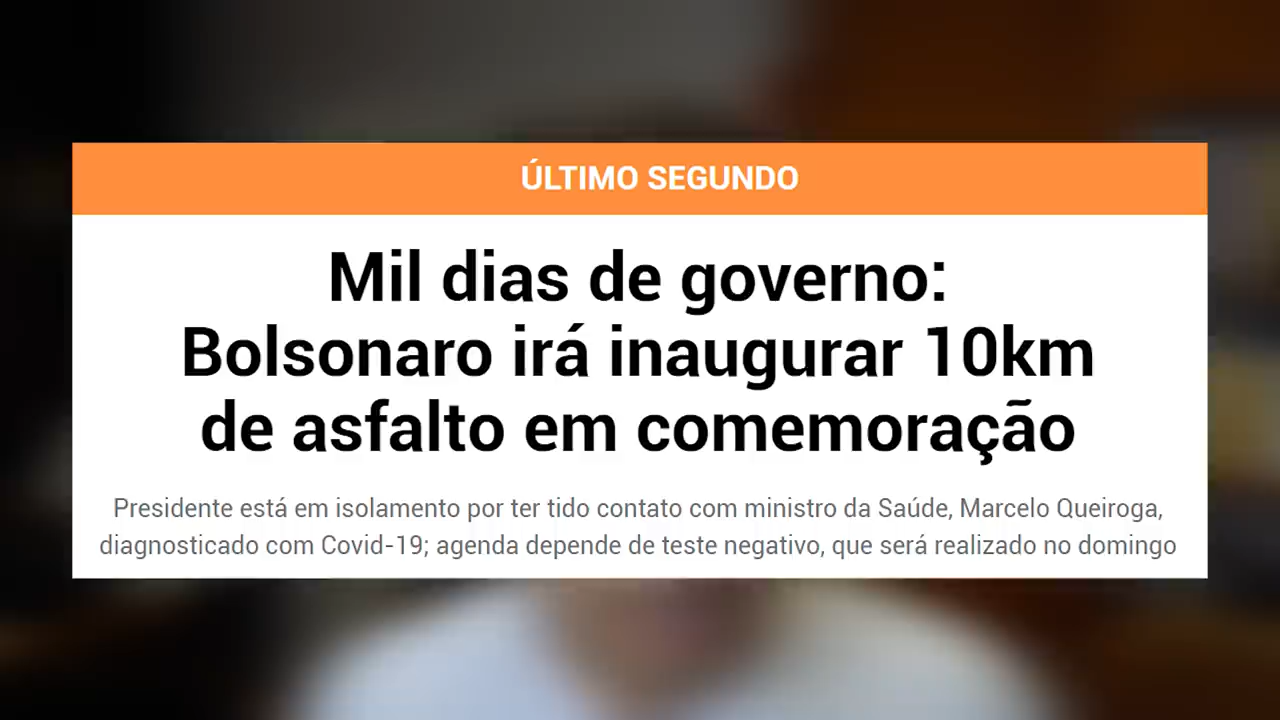 ÚLTIMO SEGUNDO
Mil dias de governo:
Bolsonaro irá inaugurar 10km
de asfalto em comemoração
Presidente está em isolamento por ter tido contato com ministro da Saúde, Marcelo Queiroga,
diagnosticado com Covid-19; agenda depende de teste negativo, que será realizado no domingo